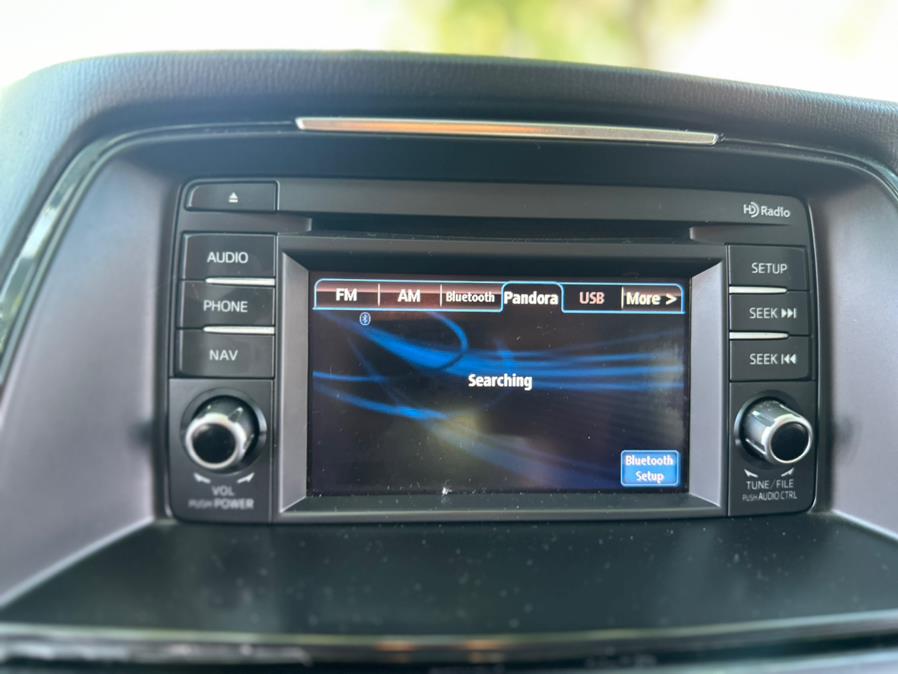 HD Radio
AUDIO
PHONE
NAV
VOL
PUSH POWER
FM AM Bluetooth Pandora USB More >
Searching
Bluetooth
Setup
SETUP
SEEK
SEEK
TUNE/FILE
PUSH AUDIO CTRL